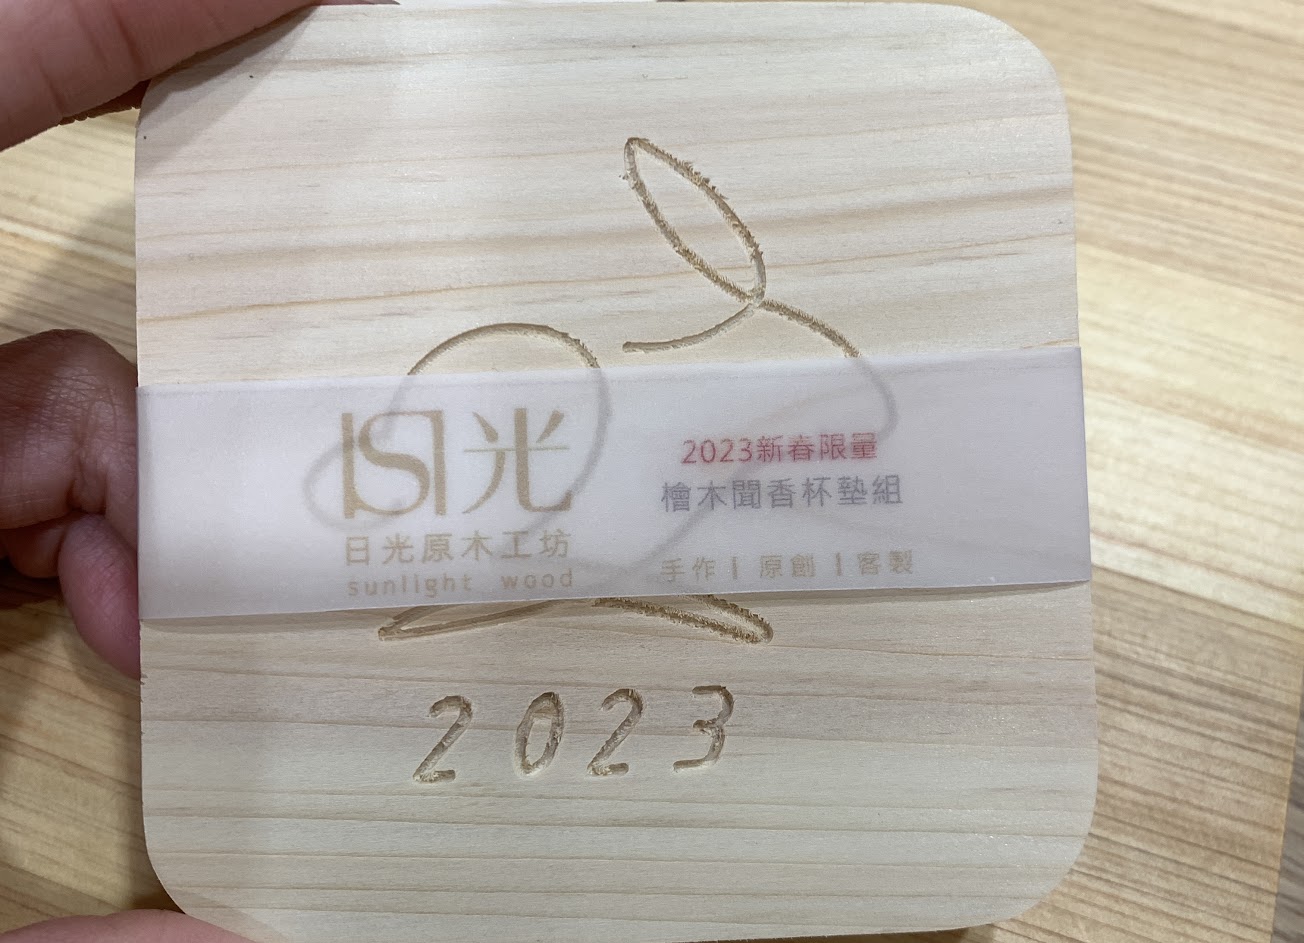 日光
日光原木工坊
sunlight wood
2023新春限量
檜木聞香杯墊組
手作 | 原創 | 客製
2023